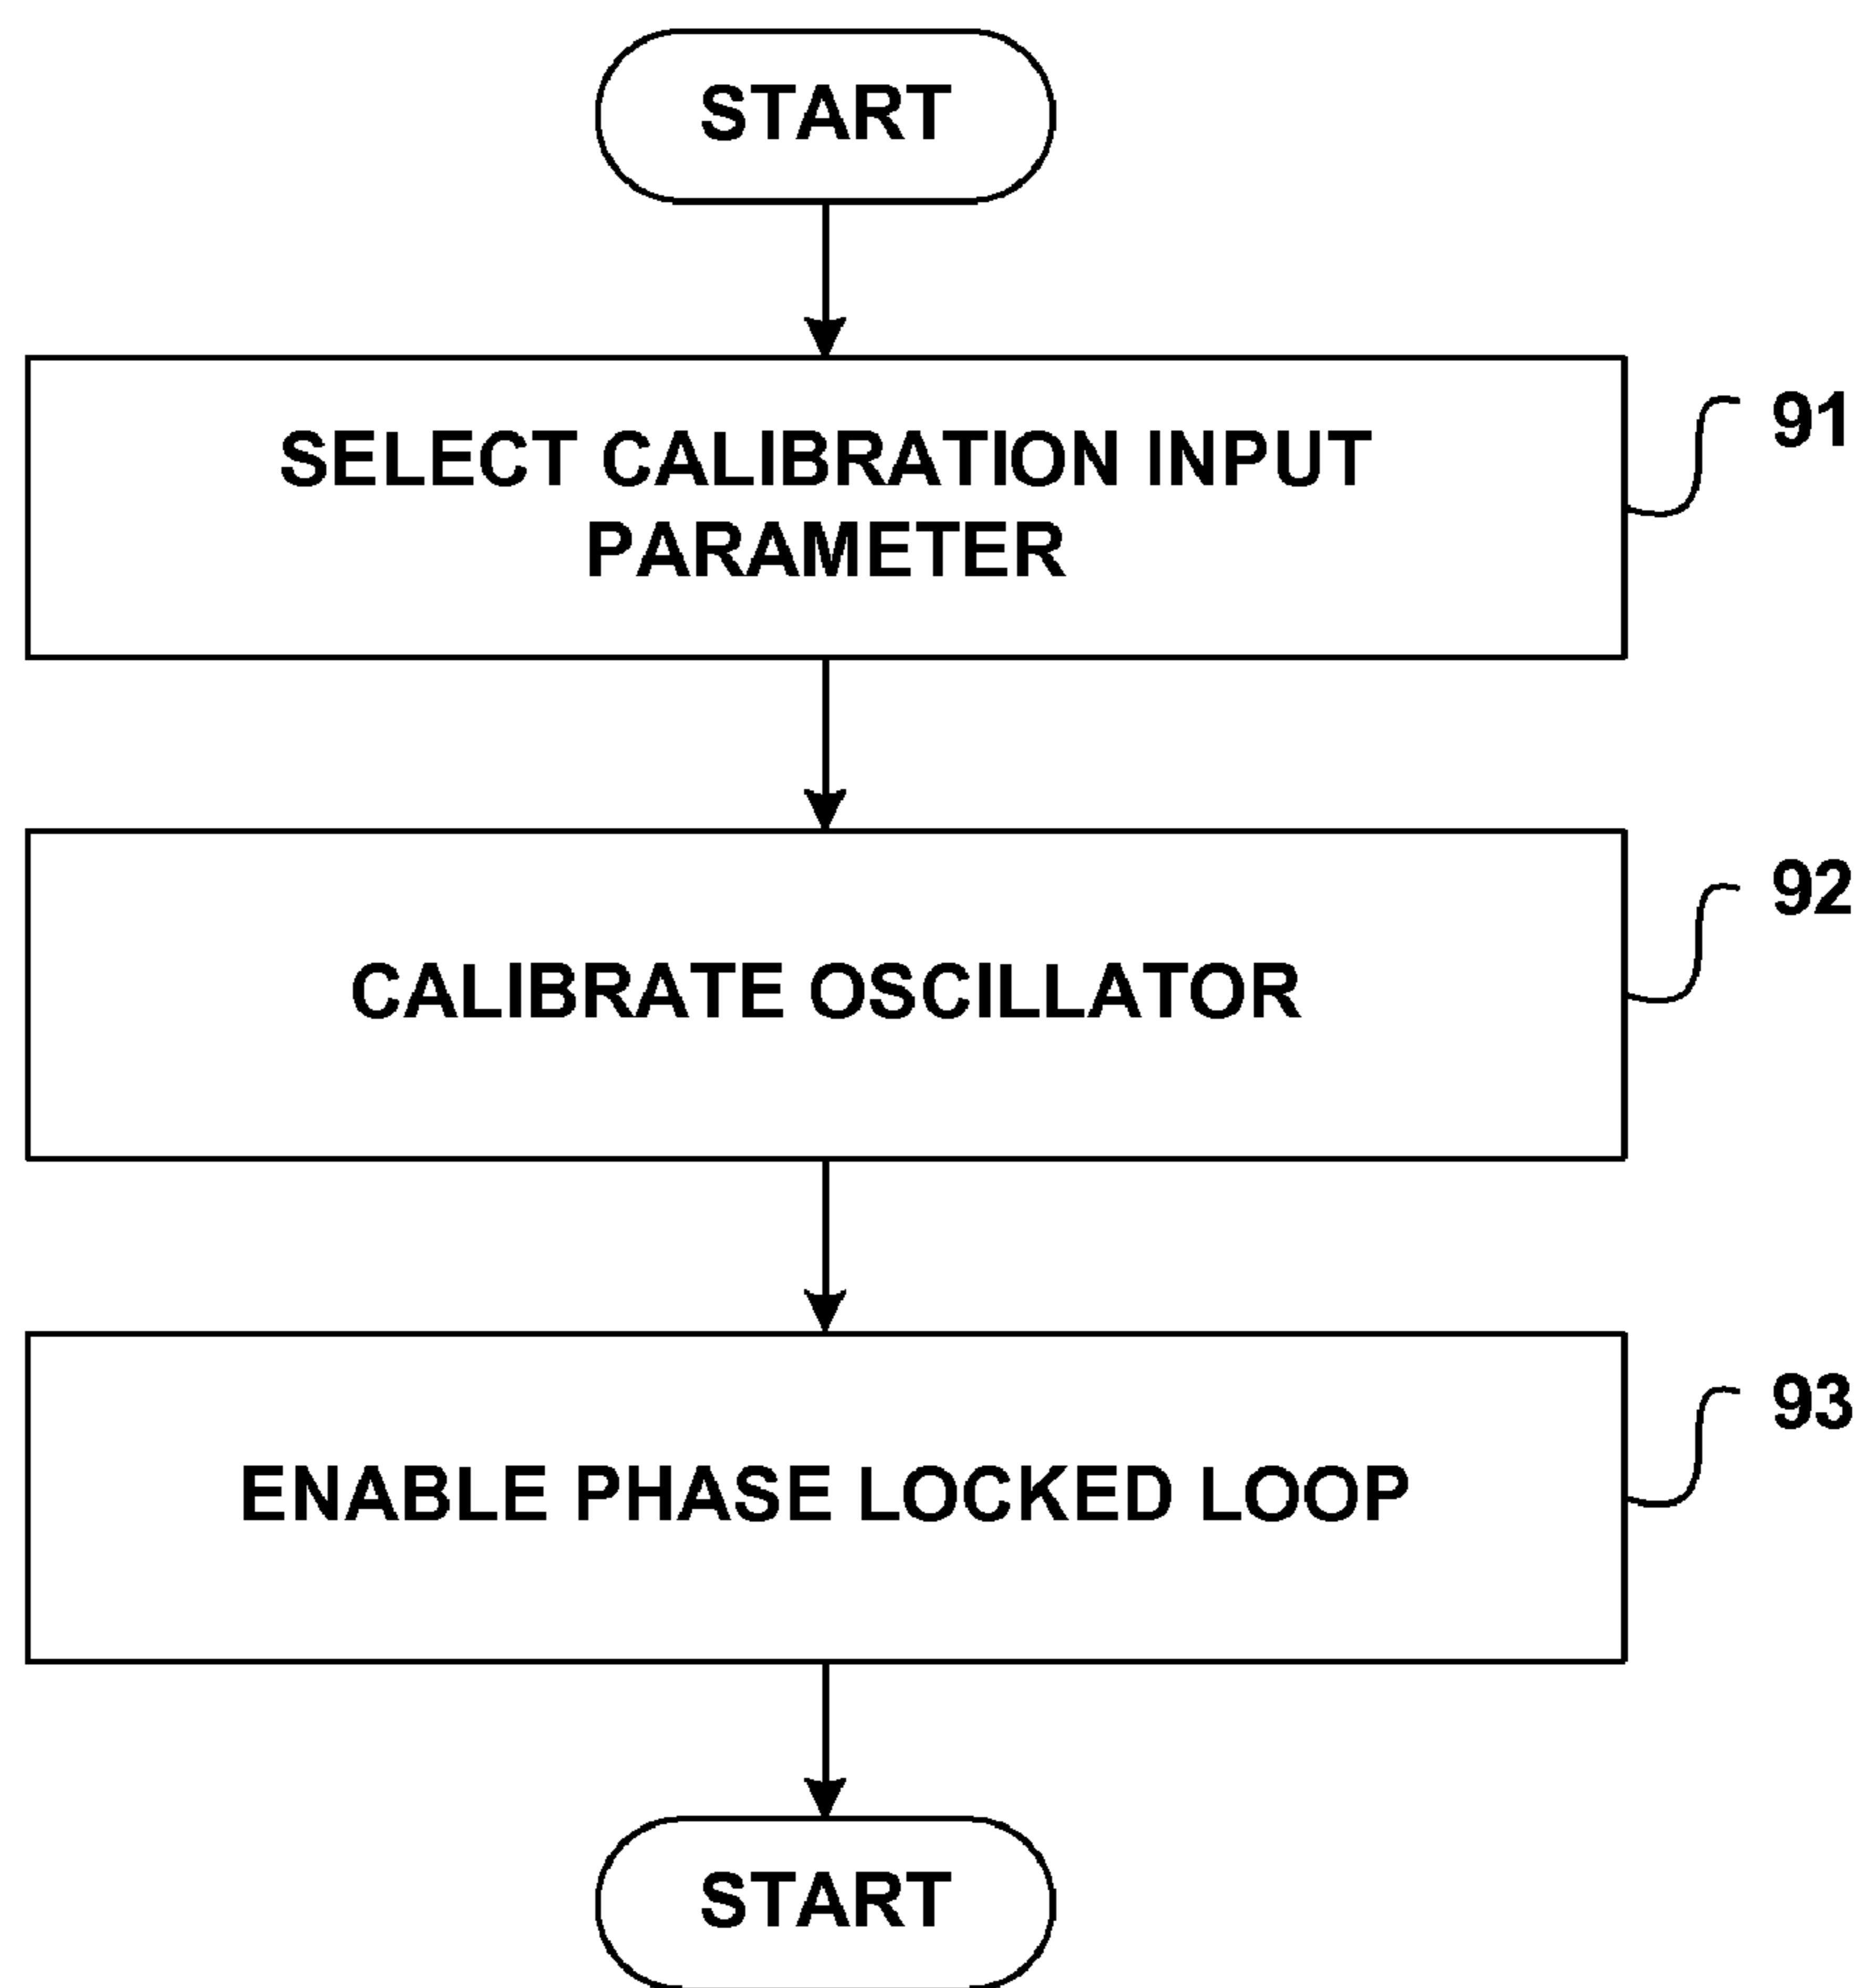 START
SELECT CALIBRATION INPUT
PARAMETER
91
CALIBRATE OSCILLATOR
92
ENABLE PHASE LOCKED LOOP
93
START